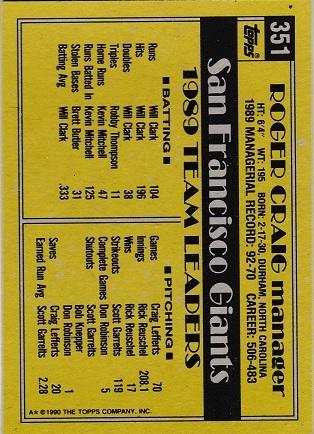 351
Topps
ROGER CRAIG manager
HT: 6'4" WT: 195 BORN: 2-17-30, DURHAM, NORTH CAROLINA
1989 MANAGERIAL RECORD: 92-70 CAREER: 506-483
San Francisco Giants
1989 TEAM LEADERS
BATTING
Runs Will Clark 104
Hits Will Clark 196
Doubles Will Clark 38
Triples Robby Thompson 11
Home Runs Kevin Mitchell 47
Runs Batted In Kevin Mitchell 125
Stolen Bases Brett Butler 31
Batting Avg Will Clark .333
PITCHING
Games Craig Lefferts 70
Innings Rick Reuschel 208.1
Wins Rick Reuschel 17
Strikeouts Scott Garrelts 119
Complete Games Don Robinson 5
Shutouts Don Robinson
Bob Knepper 1
Saves Craig Lefferts 20
Earned Run Avg Scott Garrelts 2.28
A* ©1990 THE TOPPS COMPANY, INC.